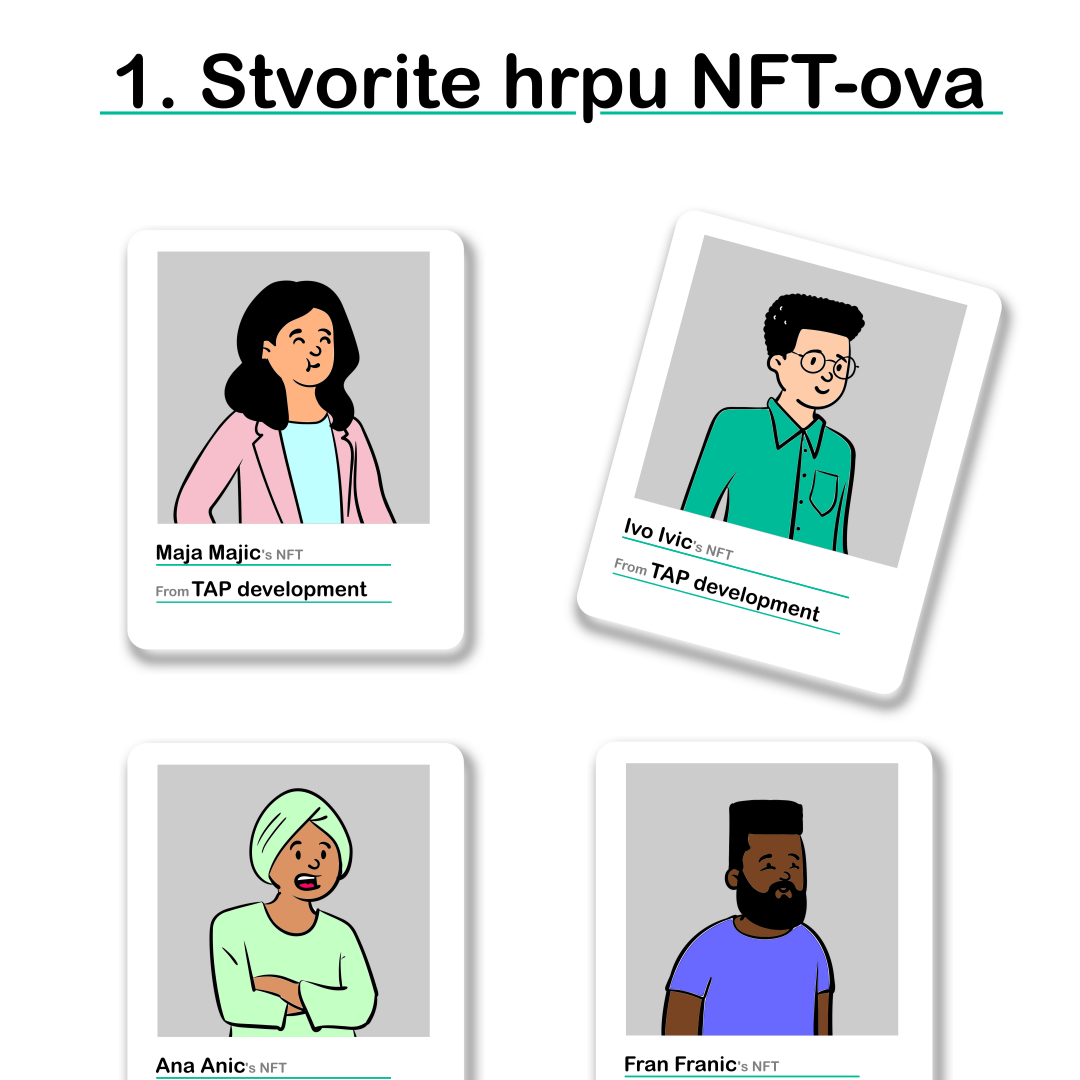 1. Stvorite hrpu NFT-ova
Maja Majic's NFT
From TAP development
Ivo Ivic's NFT
From TAP development
Ana Anic's NFT
Fran Franic's NFT